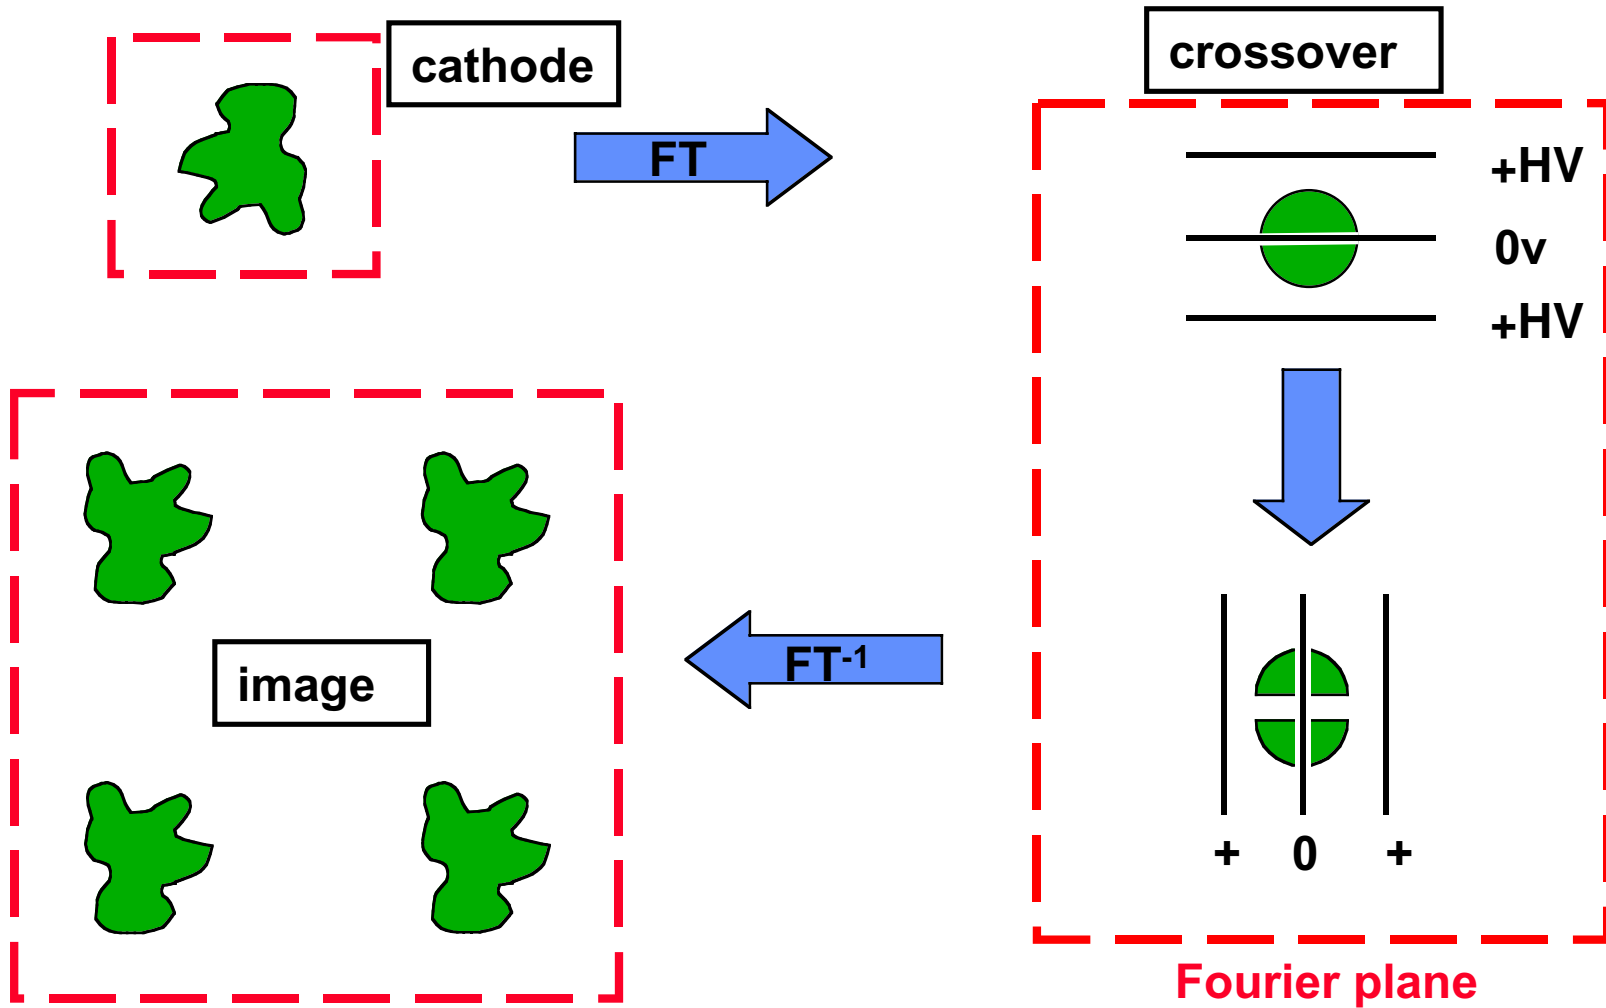 cathode
crossover
FT
+HV
0v
+HV
FT-1
image
+ 0 +
Fourier plane